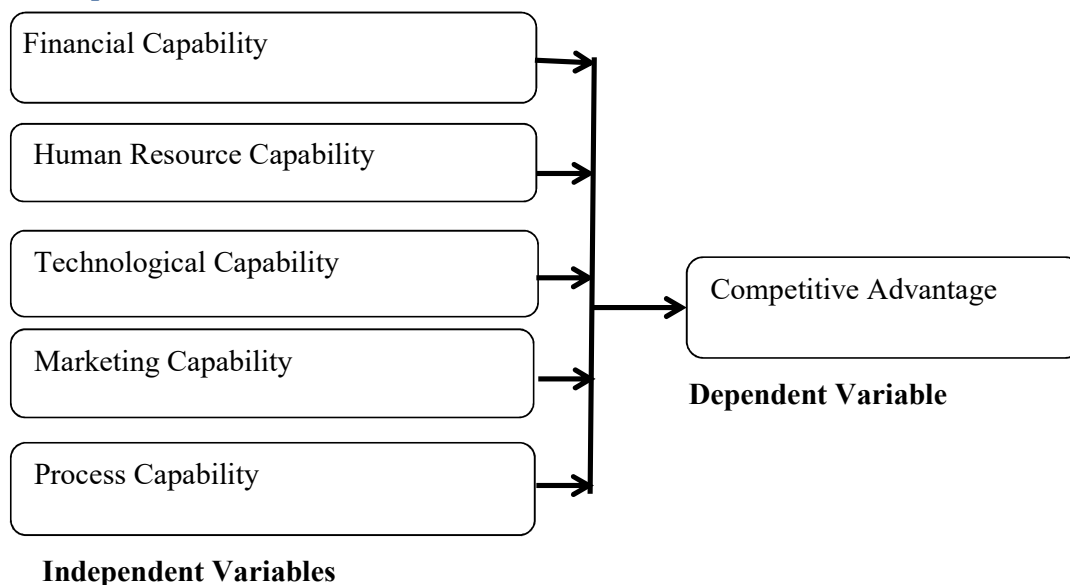 Financial Capability
Human Resource Capability
Technological Capability
Competitive Advantage
Marketing Capability
Dependent Variable
Process Capability
Independent Variables